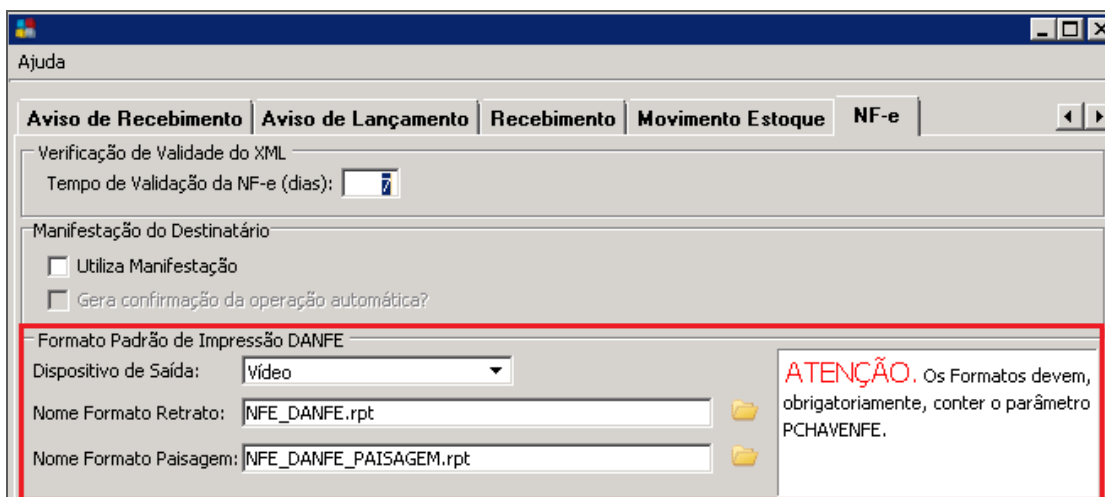 Ajuda
Aviso de Recebimento Aviso de Lançamento Recebimento Movimento Estoque NF-e
Verificação de Validade do XML
Tempo de Validação da NF-e (dias): 7
Manifestação do Destinatário
Utiliza Manifestação
Gera confirmação da operação automática?
Formato Padrão de Impressão DANFE
Dispositivo de Saída: Vídeo
Nome Formato Retrato: NFE_DANFE.rpt
Nome Formato Paisagem: NFE_DANFE_PAISAGEM.rpt
ATENÇÃO. Os Formatos devem,
obrigatoriamente, conter o parâmetro
PCHAVENFE.